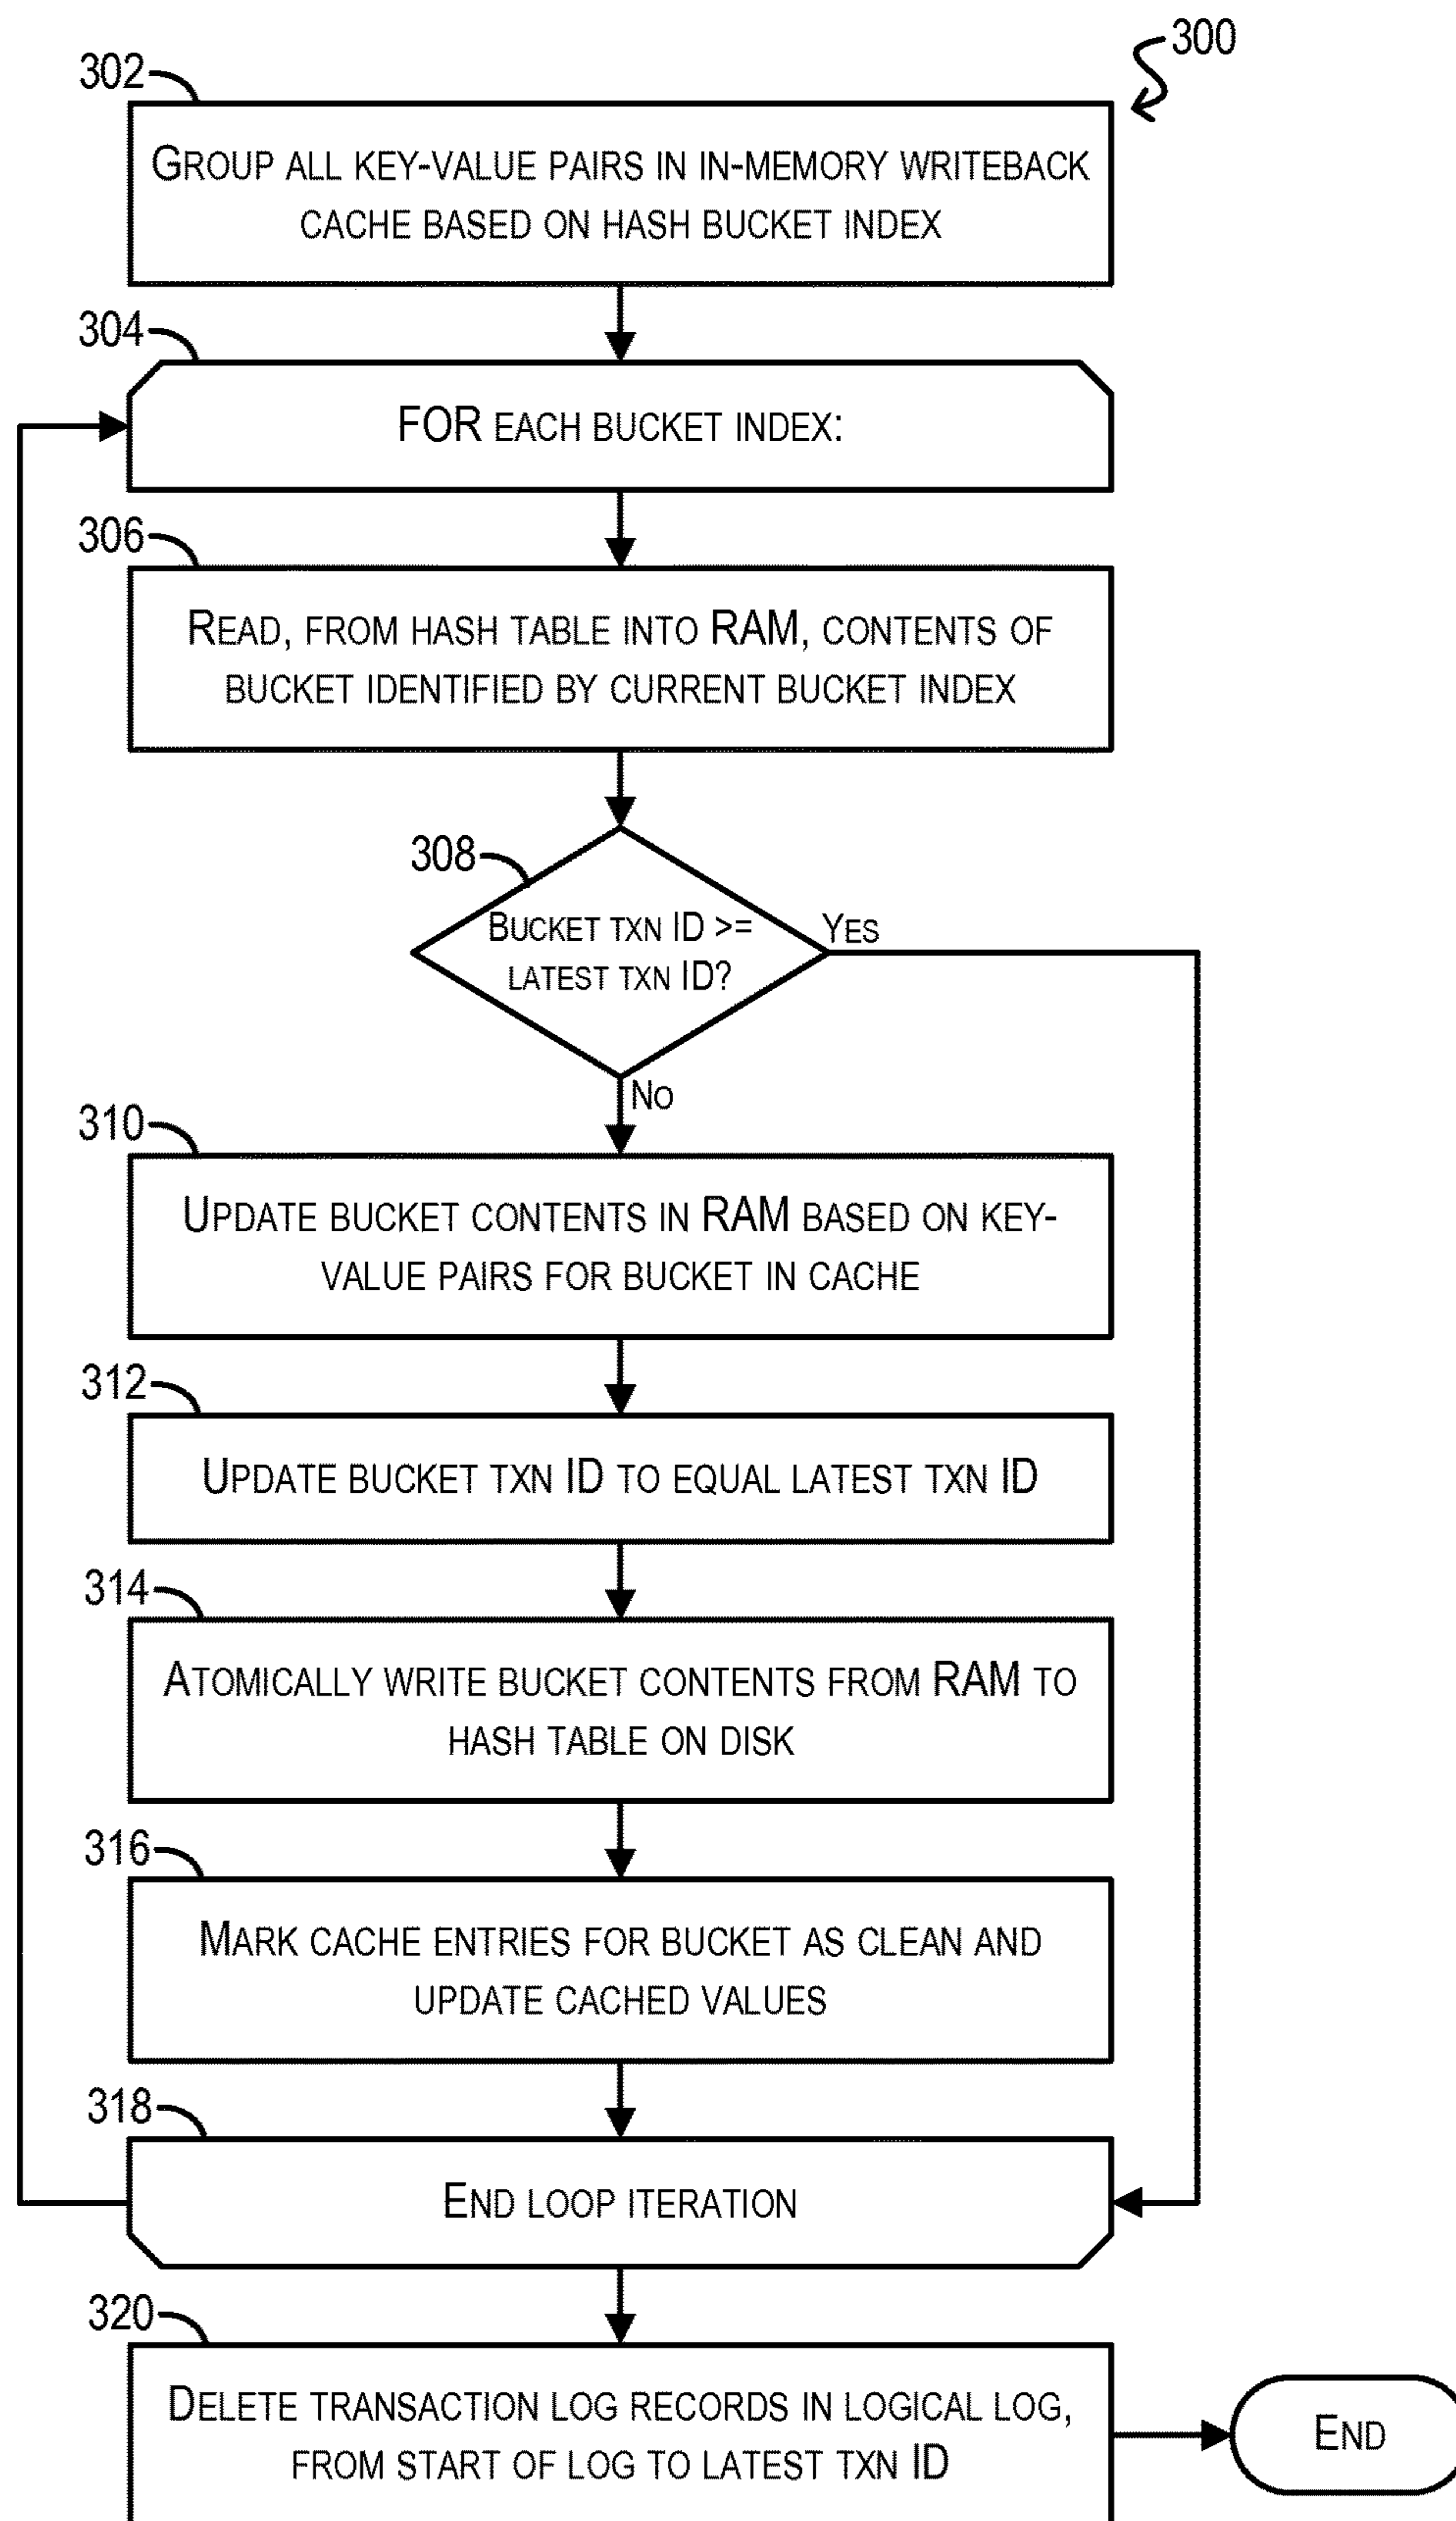 300
302
GROUP ALL KEY-VALUE PAIRS IN IN-MEMORY WRITEBACK
CACHE BASED ON HASH BUCKET INDEX
304
FOR EACH BUCKET INDEX:
306
READ, FROM HASH TABLE INTO RAM, CONTENTS OF
BUCKET IDENTIFIED BY CURRENT BUCKET INDEX
308
BUCKET TXN ID >=
LATEST TXN ID?
YES
NO
310
UPDATE BUCKET CONTENTS IN RAM BASED ON KEY-
VALUE PAIRS FOR BUCKET IN CACHE
312
UPDATE BUCKET TXN ID TO EQUAL LATEST TXN ID
314
ATOMICALLY WRITE BUCKET CONTENTS FROM RAM TO
HASH TABLE ON DISK
316
MARK CACHE ENTRIES FOR BUCKET AS CLEAN AND
UPDATE CACHED VALUES
318
END LOOP ITERATION
320
DELETE TRANSACTION LOG RECORDS IN LOGICAL LOG,
FROM START OF LOG TO LATEST TXN ID
END